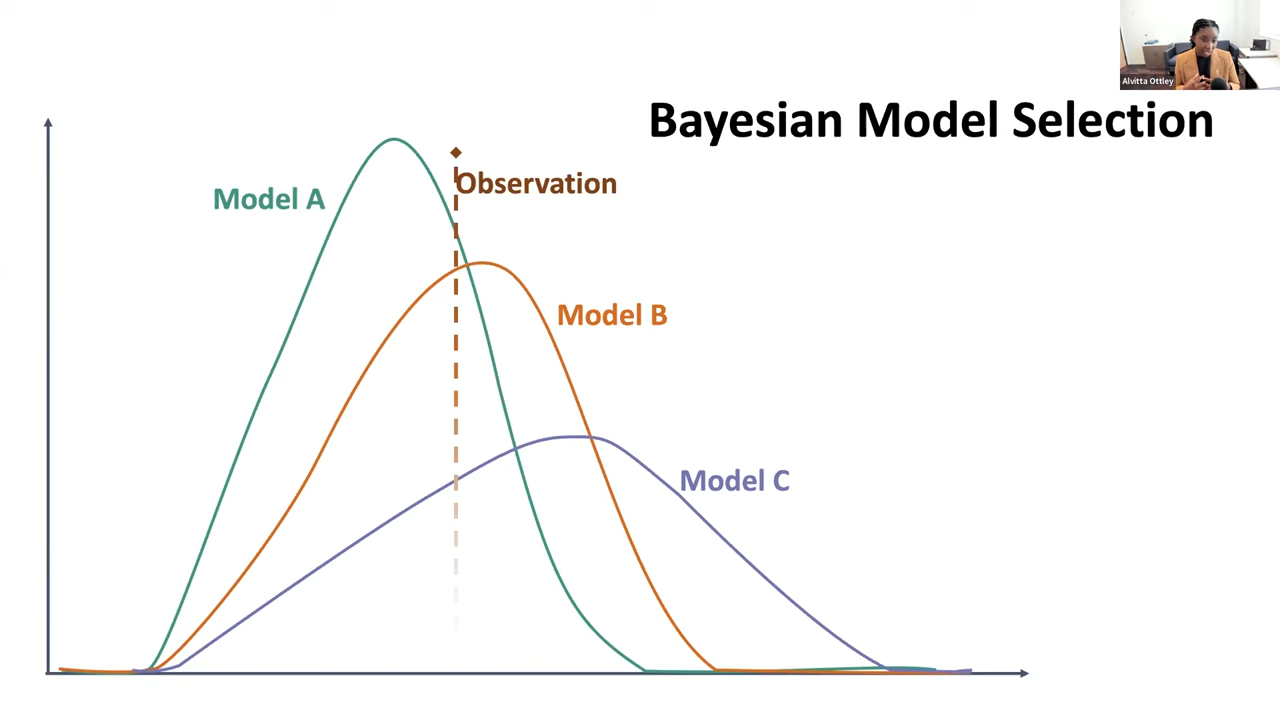 Alvitta Ottley
Bayesian Model Selection
Observation
Model A
Model B
Model C